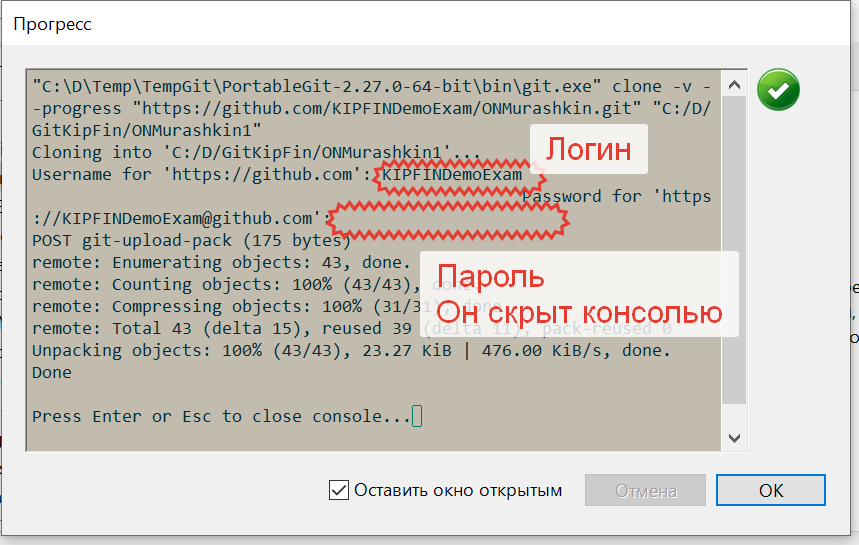 Прогресс
"C:\D\Temp\TempGit\PortableGit-2.27.0-64-bit\bin\git.exe" clone -v -
-progress "https://github.com/KIPFINDemoExam/ONMurashkin.git" "C:/D/
GitKipFin/ONMurashkin1"
Cloning into 'C:/D/GitKipFin/ONMurashkin1'...
Логин
Username for 'https://github.com': KIPFINDemoExam
Password for 'https
://KIPFINDemoExam@github.com':
POST git-upload-pack (175 bytes)
remote: Enumerating objects: 43, done.
remote: Counting objects: 100% (43/43), done.
Пароль
remote: Compressing objects: 100% (31/31), done.
Он скрыт консолью
remote: Total 43 (delta 15), reused 39 (delta 11), pack-reused 0
Unpacking objects: 100% (43/43), 23.27 KiB | 476.00 KiB/s, done.
Done
Press Enter or Esc to close console...
Оставить окно открытым
Отмена
OK